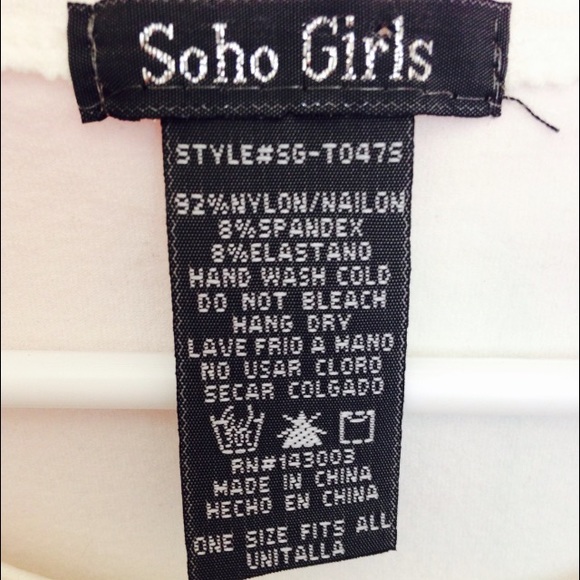 Soho Girls
STYLE#SG-T047S
92%NYLON/NAILON
8%SPANDEX
8%ELASTANO
HAND WASH COLD
DO NOT BLEACH
HANG DRY
LAVE FRIO A MANO
NO USAR CLORO
SECAR COLGADO
30C
RN#143003
MADE IN CHINA
HECHO EN CHINA
ONE SIZE FITS ALL
UNITALLA